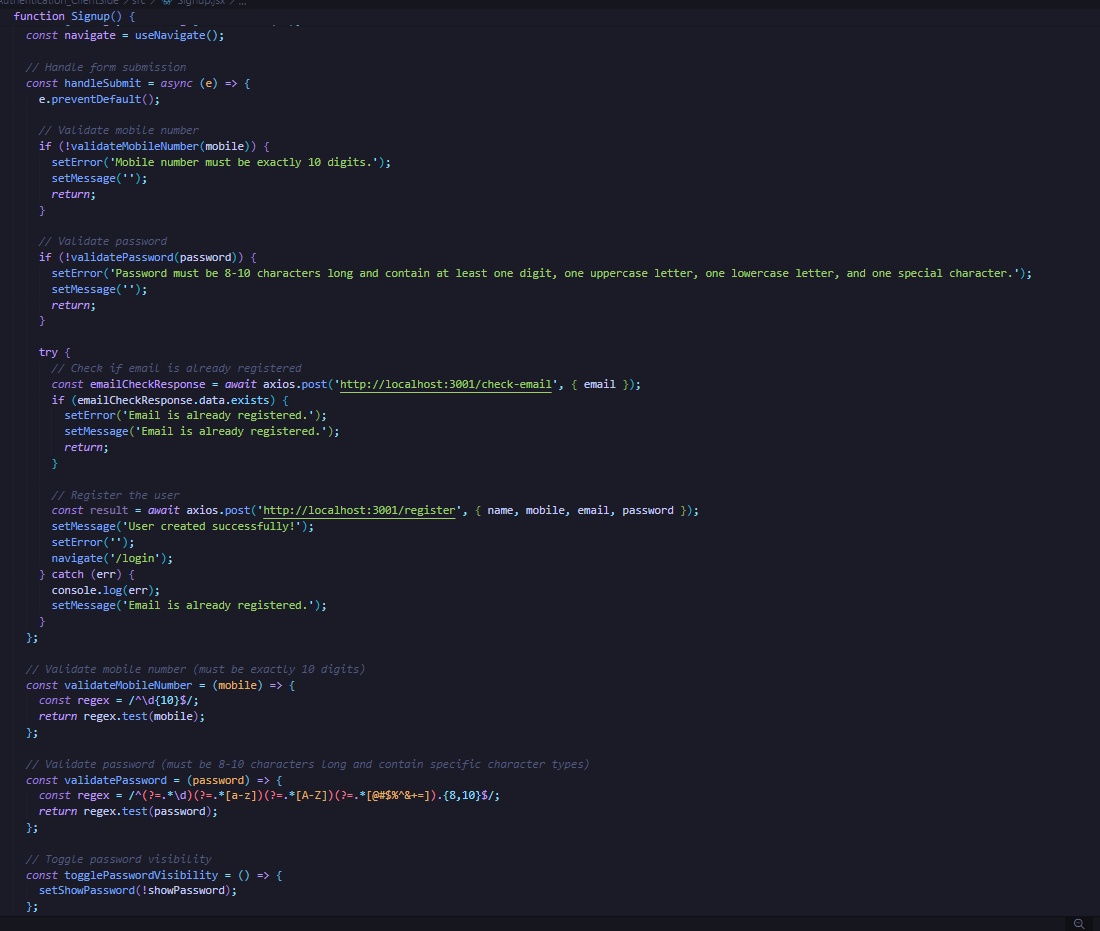 Authentication_ClientSide > src > Signup.jsx > ...
function Signup() {
const navigate = useNavigate();
// Handle form submission
const handleSubmit = async (e) => {
e.preventDefault();
// Validate mobile number
if (!validateMobileNumber(mobile)) {
setError('Mobile number must be exactly 10 digits.');
setMessage('');
return;
}
// Validate password
if (!validatePassword(password)) {
setError('Password must be 8-10 characters long and contain at least one digit, one uppercase letter, one lowercase letter, and one special character.');
setMessage('');
return;
}
try {
// Check if email is already registered
const emailCheckResponse = await axios.post('http://localhost:3001/check-email', { email });
if (emailCheckResponse.data.exists) {
setError('Email is already registered.');
setMessage('Email is already registered.');
return;
}
// Register the user
const result = await axios.post('http://localhost:3001/register', { name, mobile, email, password });
setMessage('User created successfully!');
setError('');
navigate('/login');
} catch (err) {
console.log(err);
setMessage('Email is already registered.');
}
};
// Validate mobile number (must be exactly 10 digits)
const validateMobileNumber = (mobile) => {
const regex = /^\d{10}$/;
return regex.test(mobile);
};
// Validate password (must be 8-10 characters long and contain specific character types)
const validatePassword = (password) => {
const regex = /^(?=.*\d)(?=.*[a-z])(?=.*[A-Z])(?=.*[@#$%^&+=]).{8,10}$/;
return regex.test(password);
};
// Toggle password visibility
const togglePasswordVisibility = () => {
setShowPassword(!showPassword);
};